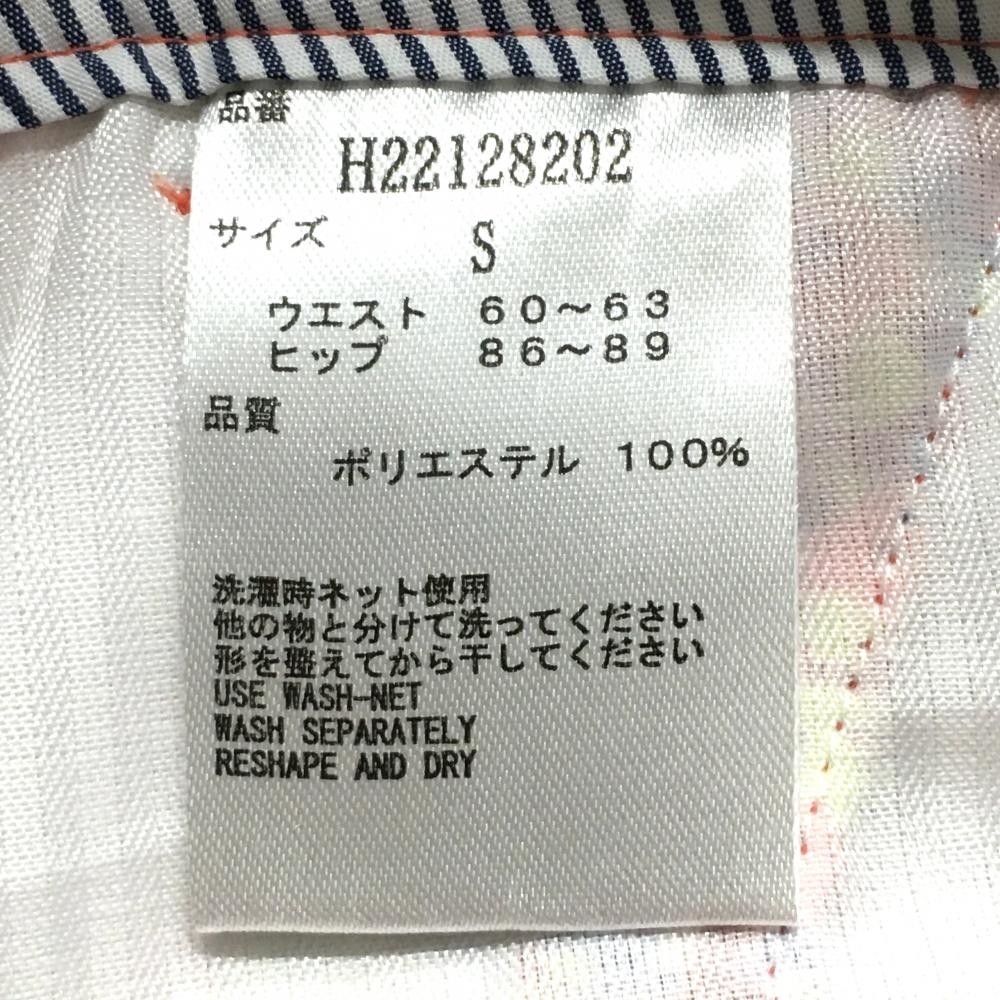 品番
H22128202
サイズ S
ウエスト 60～63
ヒップ 86～89
品質
ポリエステル 100%
洗濯時ネット使用
他の物と分けて洗ってください
形を整えてから干してください
USE WASH-NET
WASH SEPARATELY
RESHAPE AND DRY